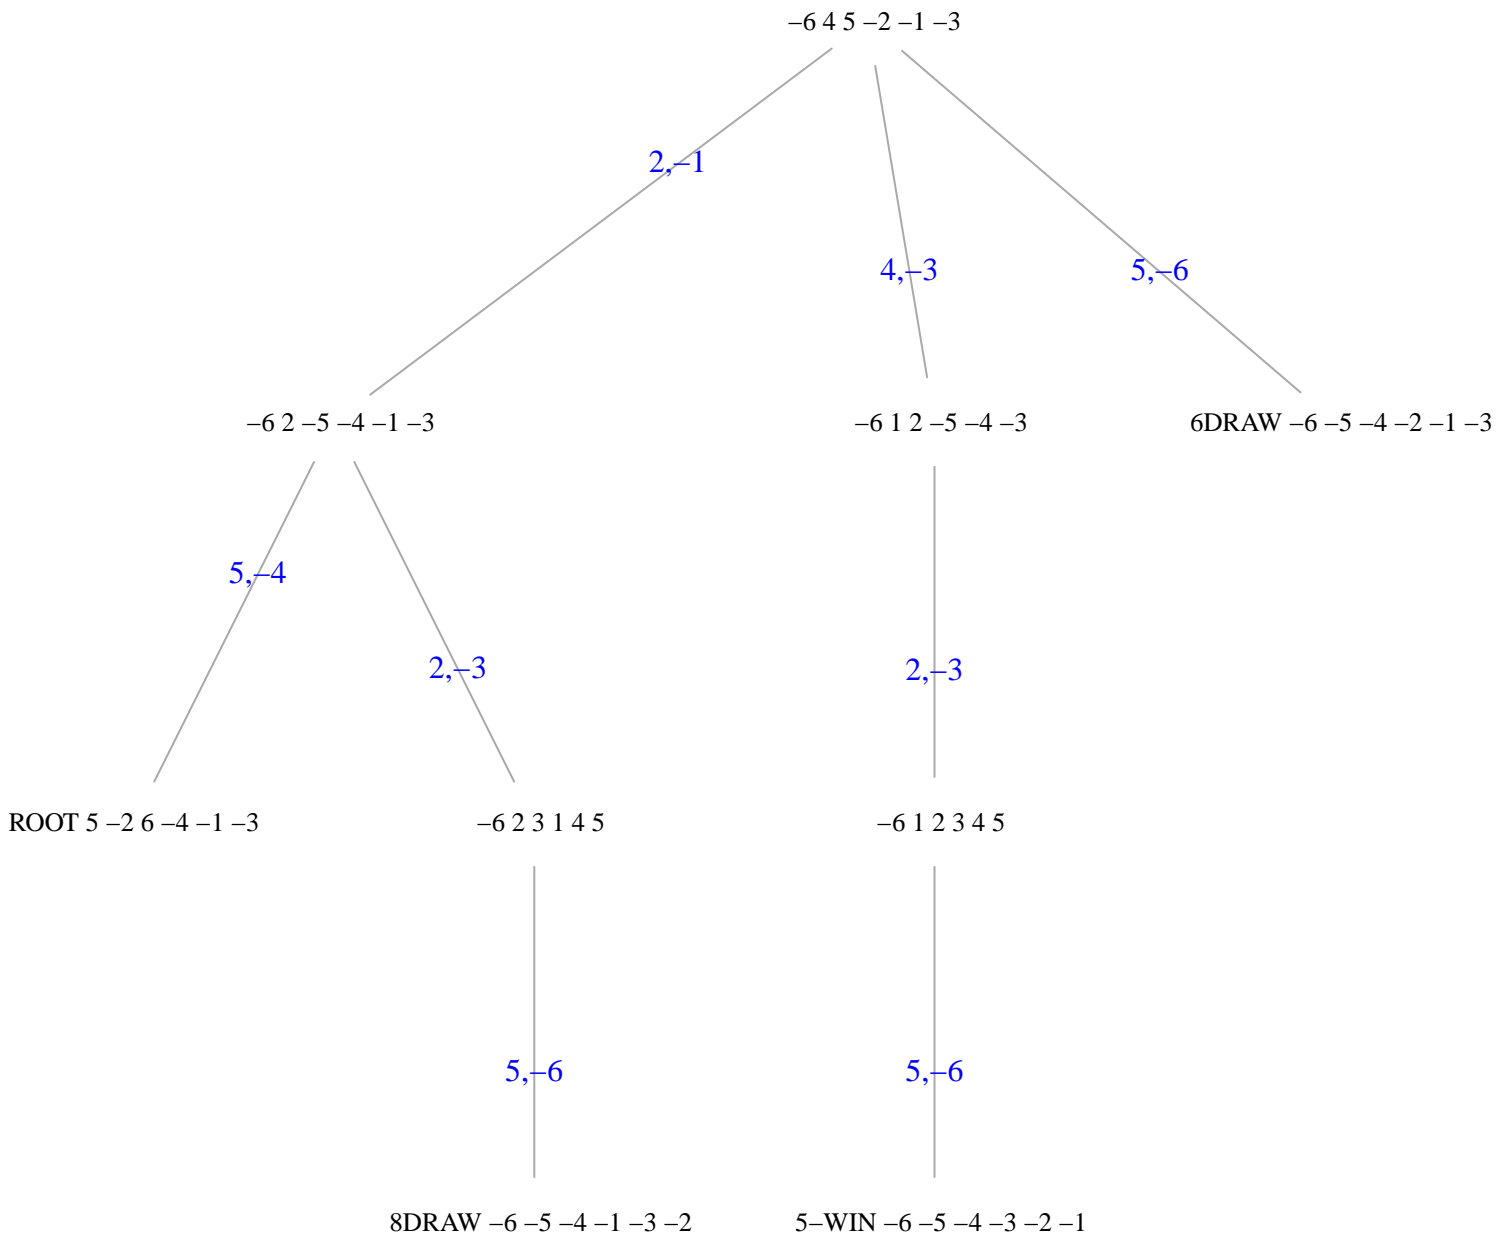 –6 4 5 –2 –1 –3
2,–1
4,–3
5,–6
–6 2 –5 –4 –1 –3
–6 1 2 –5 –4 –3
6DRAW –6 –5 –4 –2 –1 –3
5,–4
2,–3
2,–3
ROOT 5 –2 6 –4 –1 –3
–6 2 3 1 4 5
–6 1 2 3 4 5
5,–6
5,–6
8DRAW –6 –5 –4 –1 –3 –2
5–WIN –6 –5 –4 –3 –2 –1